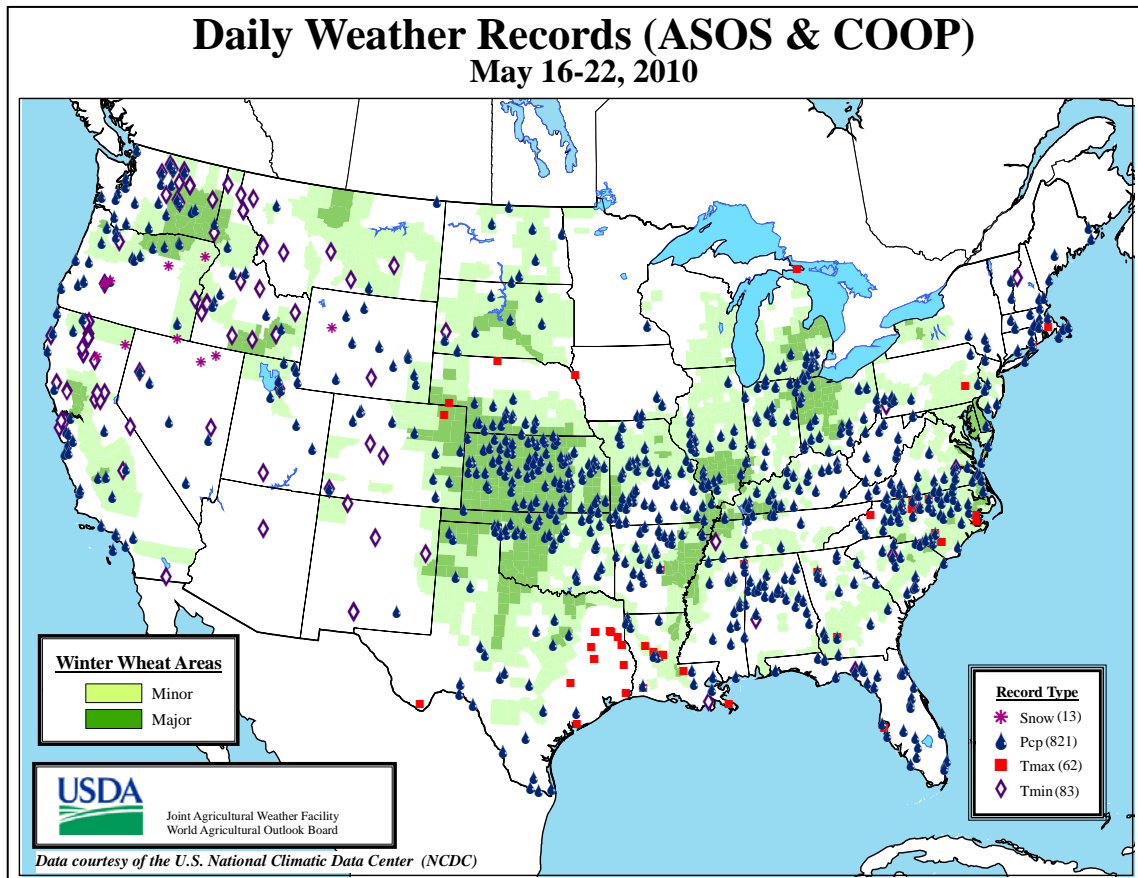 Daily Weather Records (ASOS & COOP)
May 16-22, 2010
Winter Wheat Areas
Minor
Major
Record Type
Snow (13)
Pcp (821)
Tmax (62)
Tmin (83)
USDA
Joint Agricultural Weather Facility
World Agricultural Outlook Board
Data courtesy of the U.S. National Climatic Data Center (NCDC)